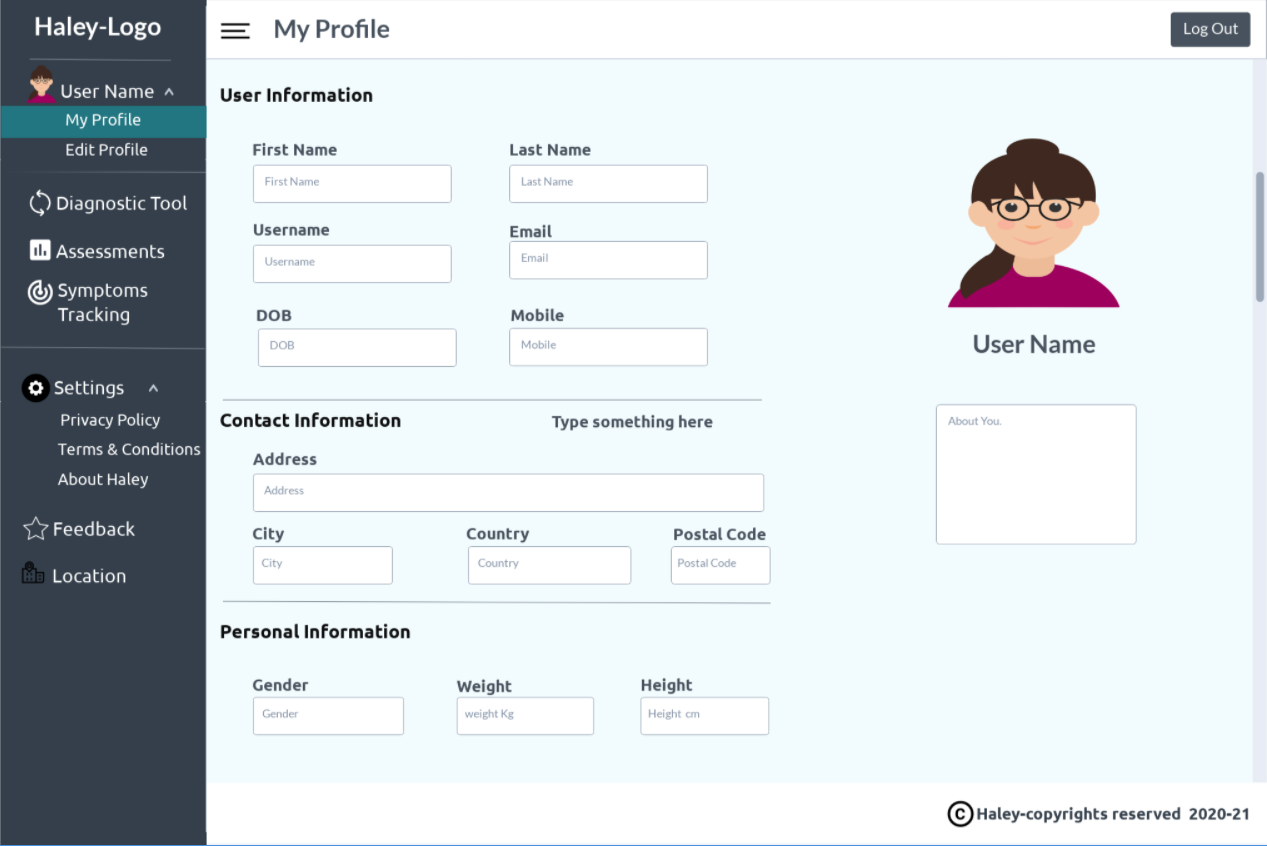 Haley-Logo
User Name
My Profile
Edit Profile
Diagnostic Tool
Assessments
Symptoms
Tracking
Settings
Privacy Policy
Terms & Conditions
About Haley
Feedback
Location
My Profile
Log Out
User Information
First Name
Last Name
First Name
Last Name
Username
Email
Username
Email
DOB
Mobile
DOB
Mobile
User Name
About You.
Contact Information
Type something here
Address
Address
City
Country
Postal Code
City
Country
Postal Code
Personal Information
Gender
Weight
Height
Gender
weight Kg
Height cm
© Haley-copyrights reserved 2020-21